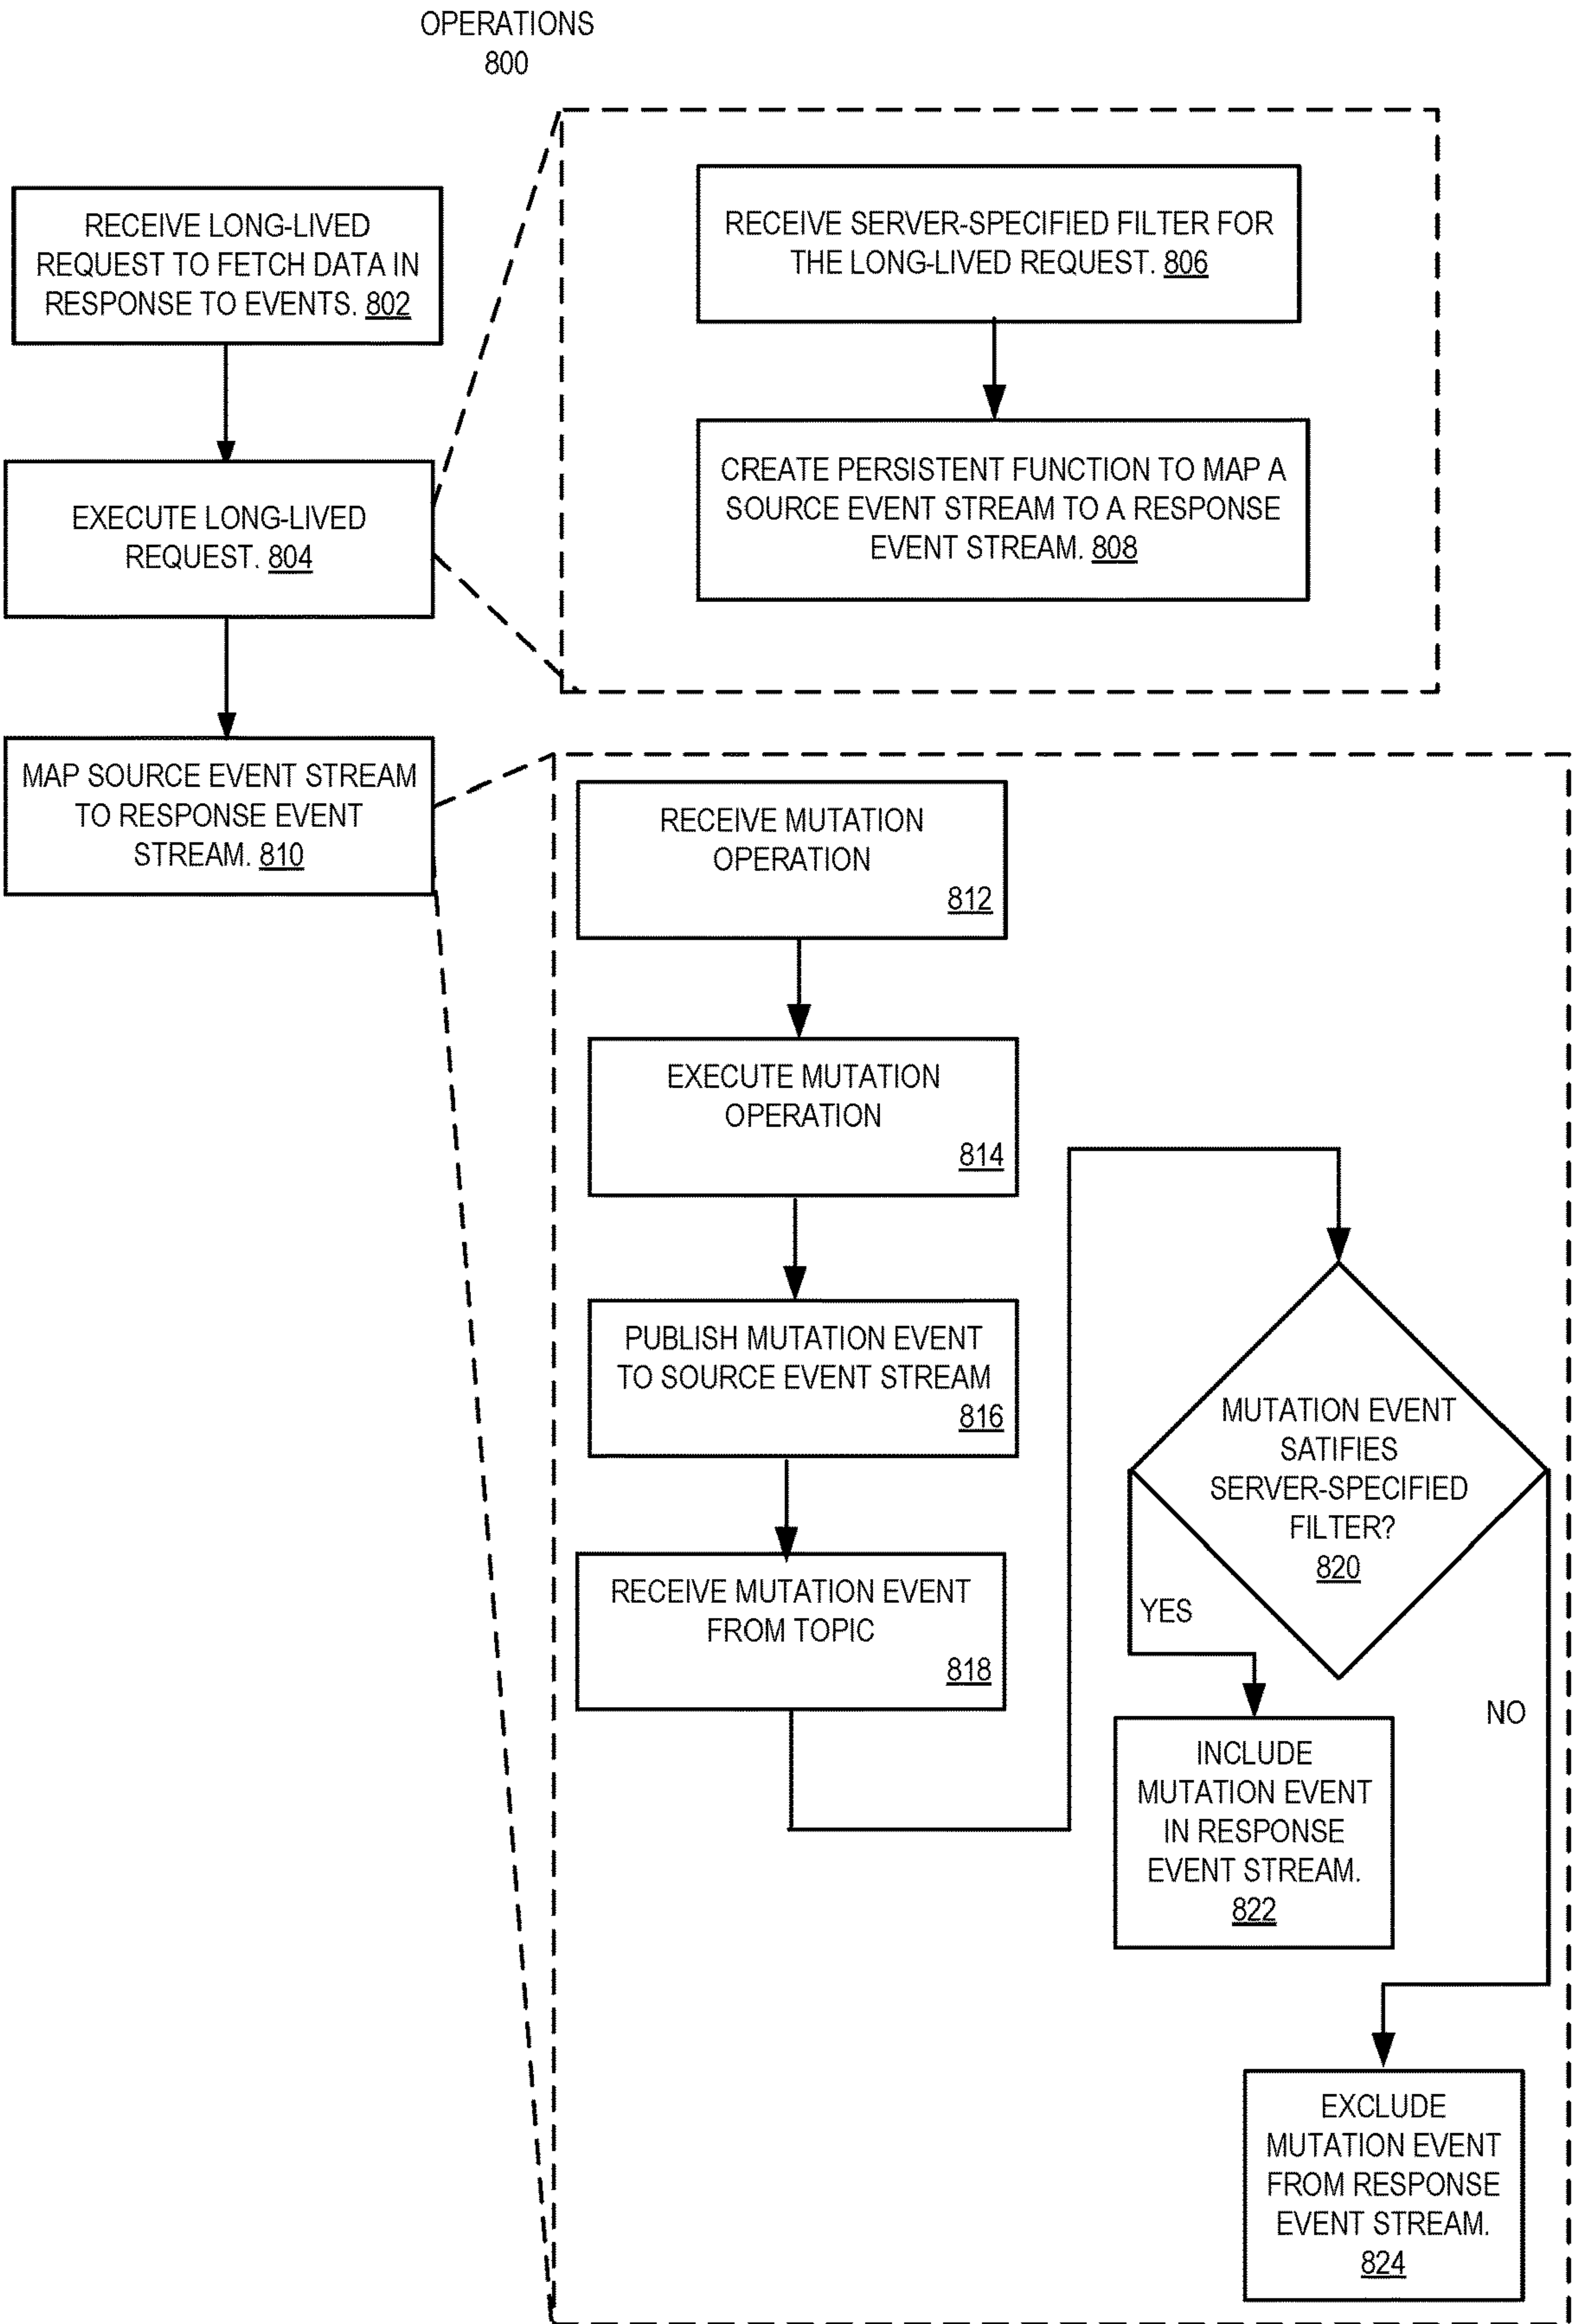 OPERATIONS
800
RECEIVE LONG-LIVED
REQUEST TO FETCH DATA IN
RESPONSE TO EVENTS. 802
EXECUTE LONG-LIVED
REQUEST. 804
RECEIVE SERVER-SPECIFIED FILTER FOR
THE LONG-LIVED REQUEST. 806
CREATE PERSISTENT FUNCTION TO MAP A
SOURCE EVENT STREAM TO A RESPONSE
EVENT STREAM. 808
MAP SOURCE EVENT STREAM
TO RESPONSE EVENT
STREAM. 810
RECEIVE MUTATION
OPERATION
812
EXECUTE MUTATION
OPERATION
814
PUBLISH MUTATION EVENT
TO SOURCE EVENT STREAM
816
RECEIVE MUTATION EVENT
FROM TOPIC
818
MUTATION EVENT
SATIFIES
SERVER-SPECIFIED
FILTER?
820
YES
NO
INCLUDE
MUTATION EVENT
IN RESPONSE
EVENT STREAM.
822
EXCLUDE
MUTATION EVENT
FROM RESPONSE
EVENT STREAM.
824